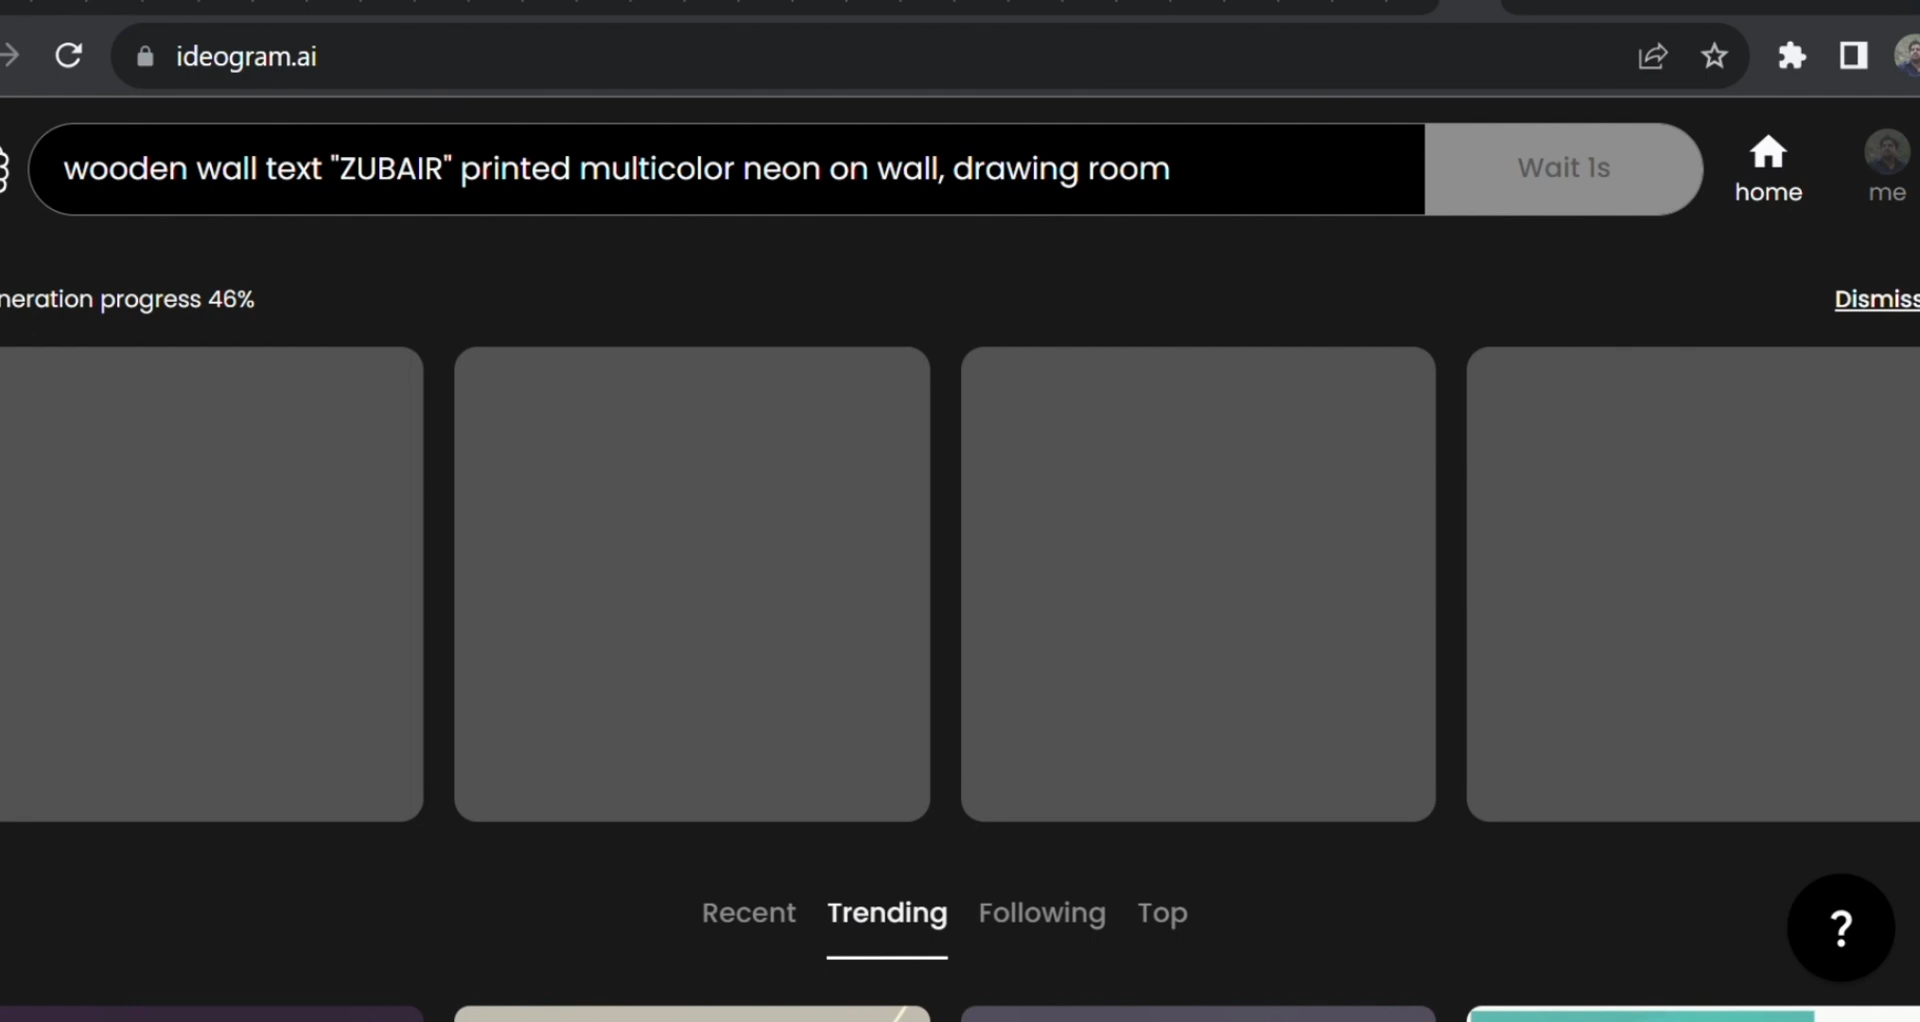 ideogram.ai
wooden wall text "ZUBAIR" printed multicolor neon on wall, drawing room
Wait 1s
home
me
neration progress 46%
Dismiss
Recent Trending Following Top
?